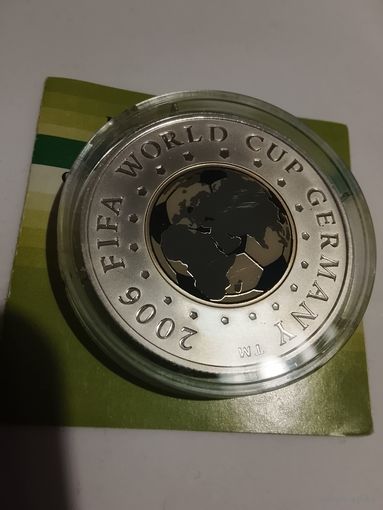 2006 FIFA WORLD CUP GERMANY
TM